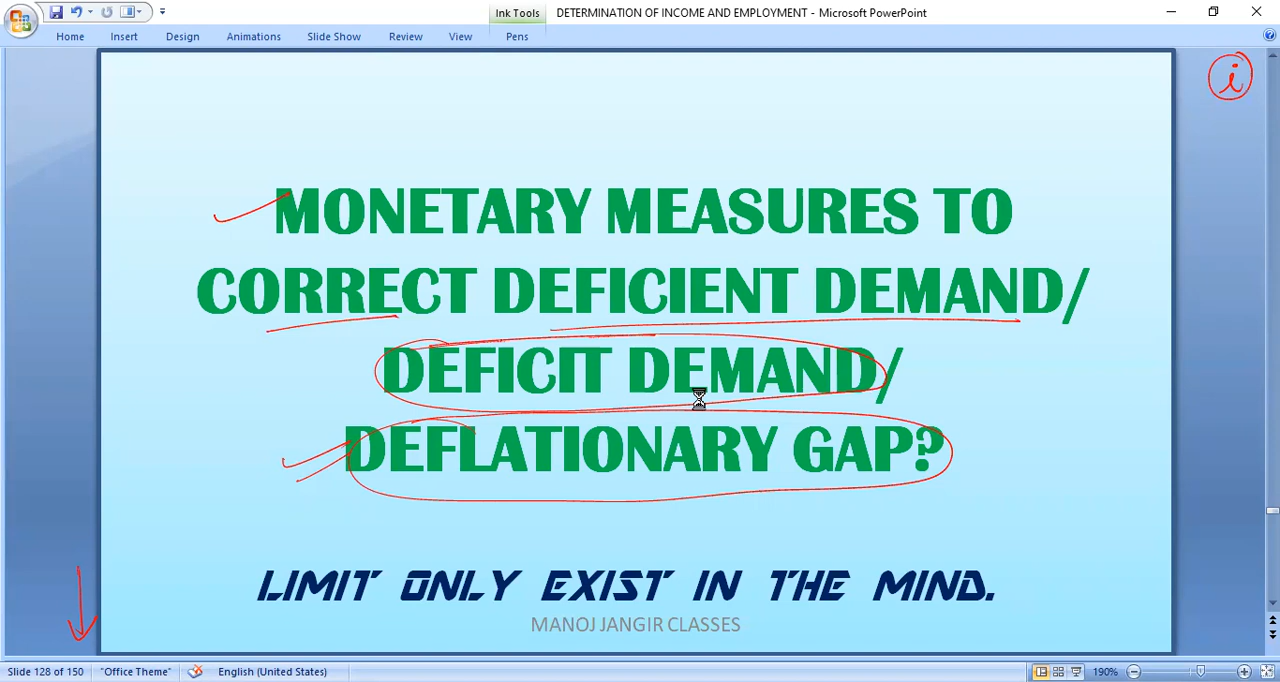 Ink Tools
DETERMINATION OF INCOME AND EMPLOYMENT - Microsoft PowerPoint
Home Insert Design Animations Slide Show Review View Pens
i
MONETARY MEASURES TO
CORRECT DEFICIENT DEMAND/
DEFICIT DEMAND/
DEFLATIONARY GAP?
LIMIT ONLY EXIST IN THE MIND.
MANOJ JANGIR CLASSES
Slide 128 of 150 "Office Theme" English (United States) 190%